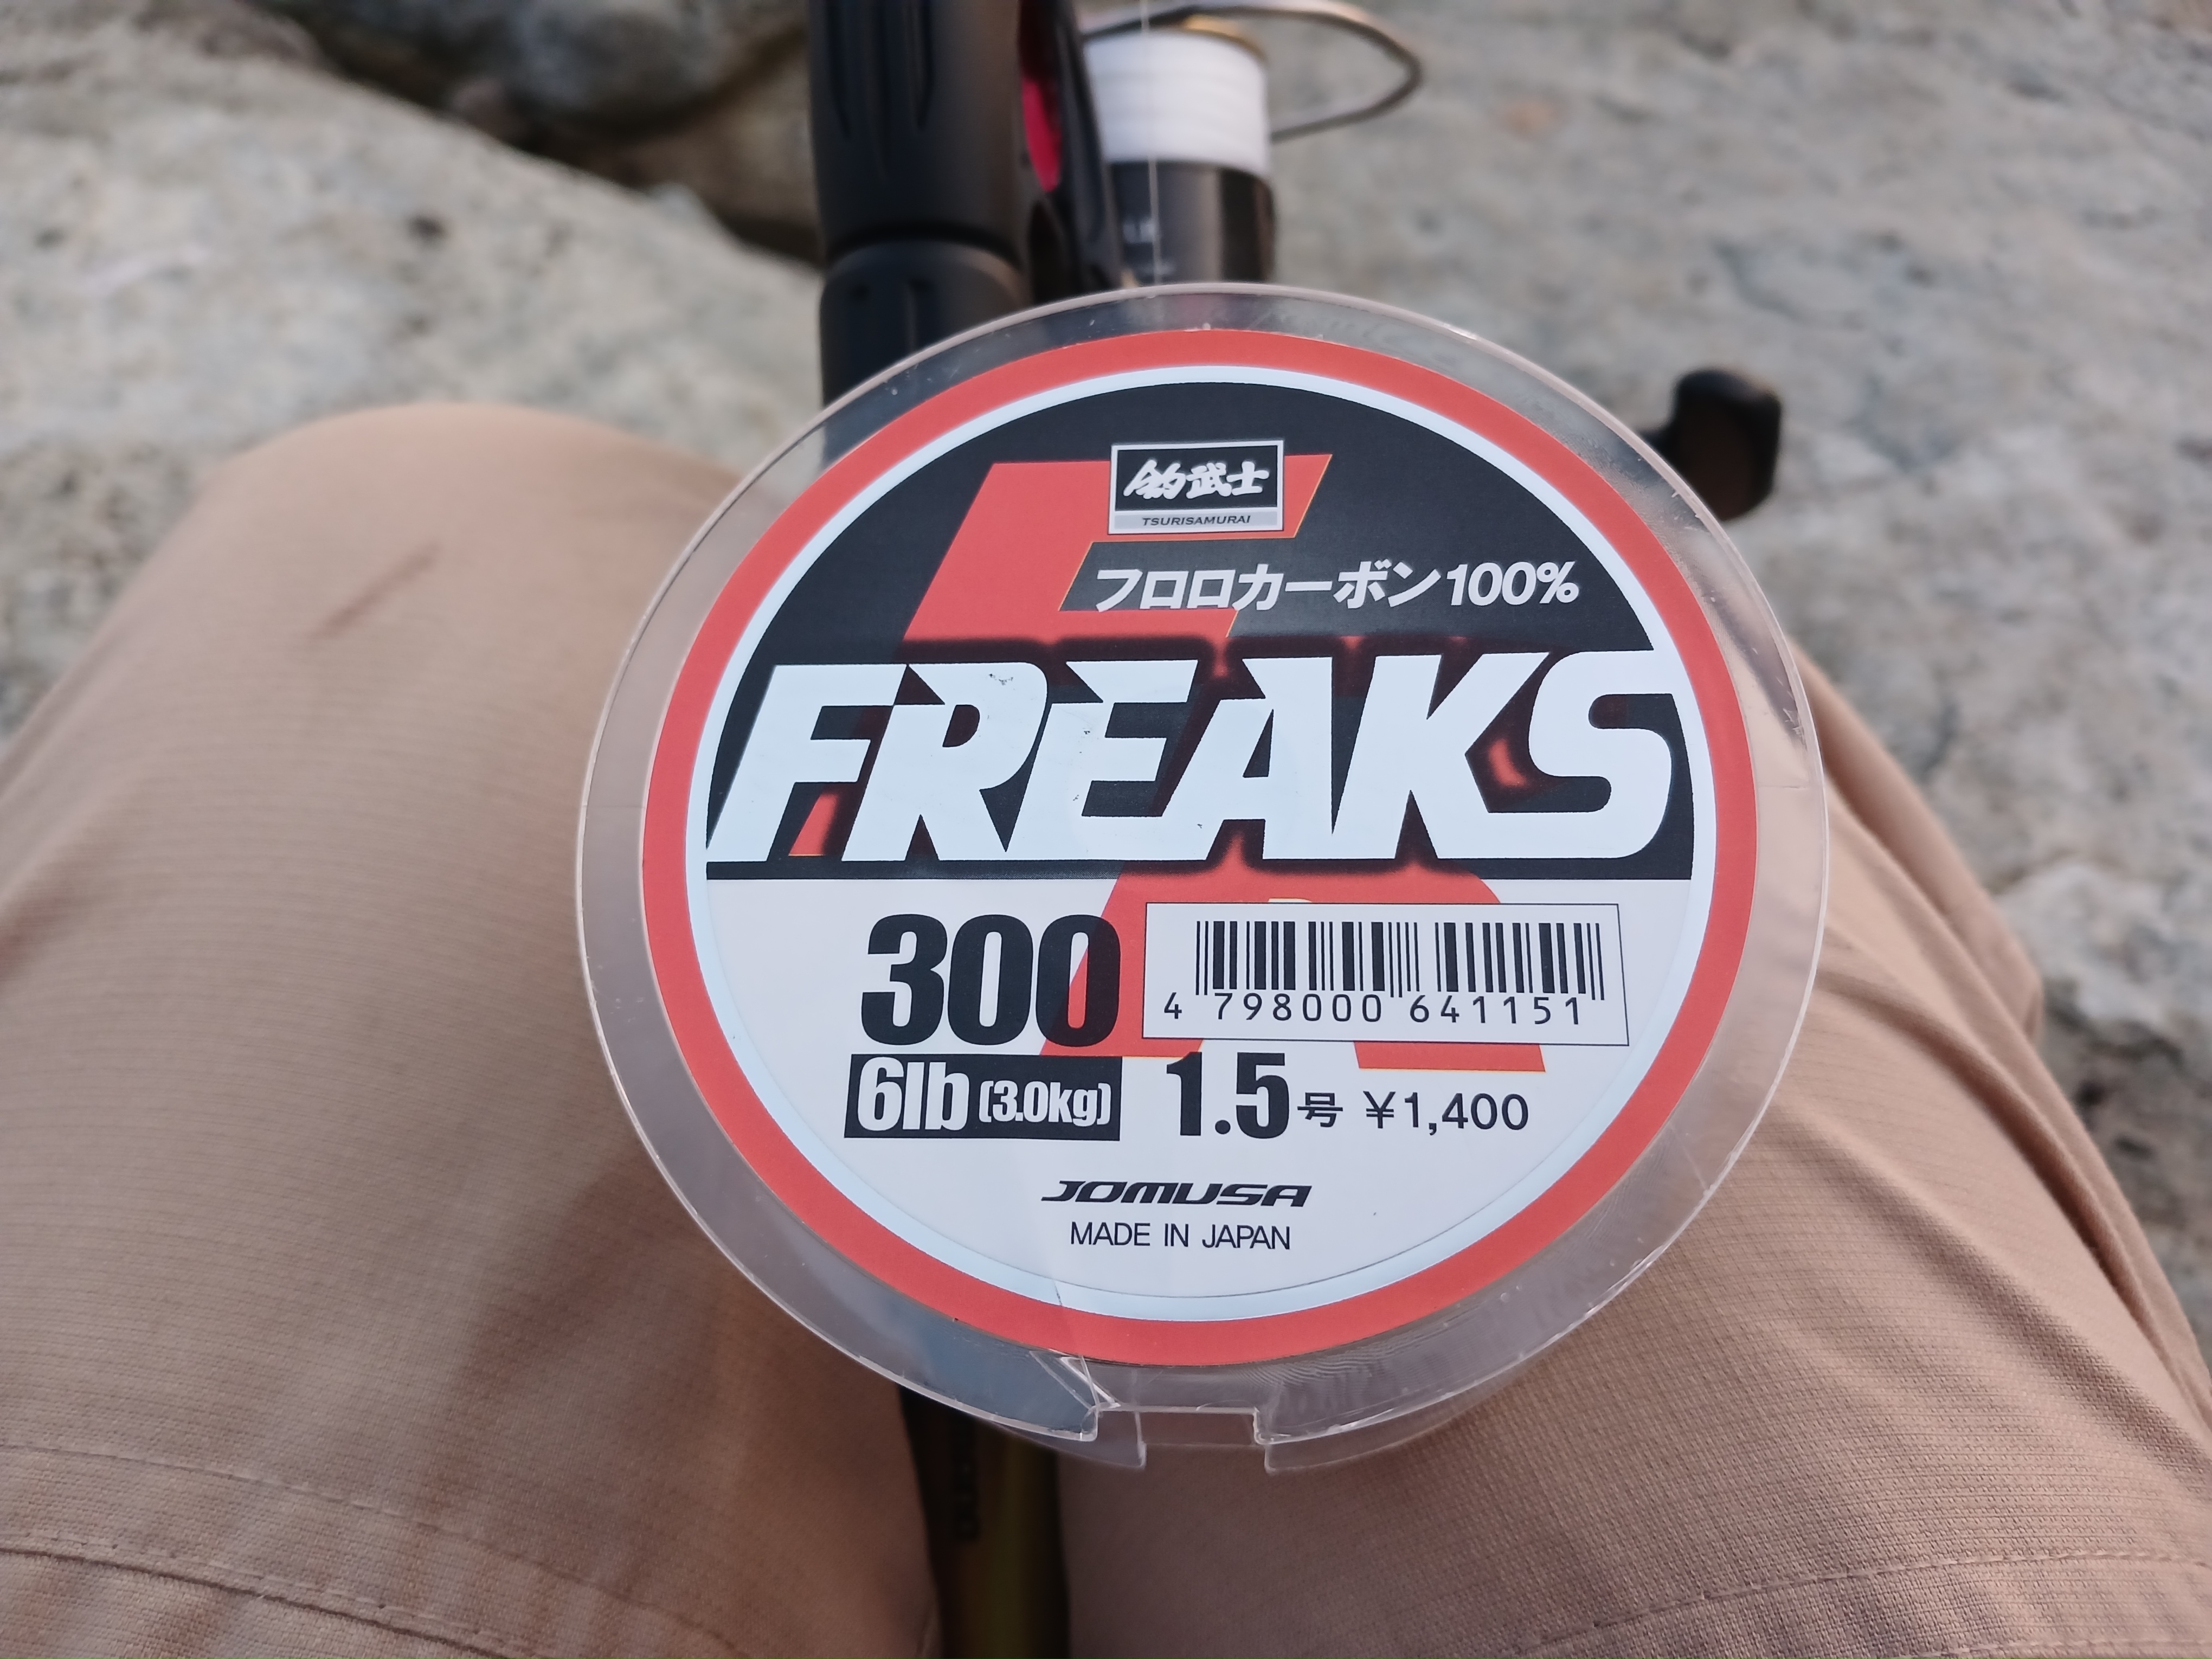 釣武士
TSURISAMURAI
フロロカーボン100%
FREAKS
300
4 798000 641151
6lb (3.0kg) 1.5号 ¥1,400
JOMUSA
MADE IN JAPAN